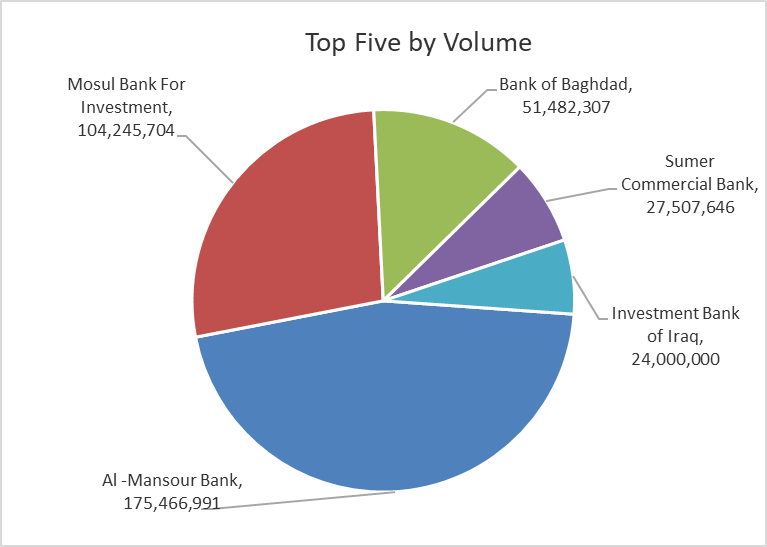 Top Five by Volume
Mosul Bank For
Investment,
104,245,704
Bank of Baghdad,
51,482,307
Sumer
Commercial Bank,
27,507,646
Investment Bank
of Iraq,
24,000,000
Al -Mansour Bank,
175,466,991